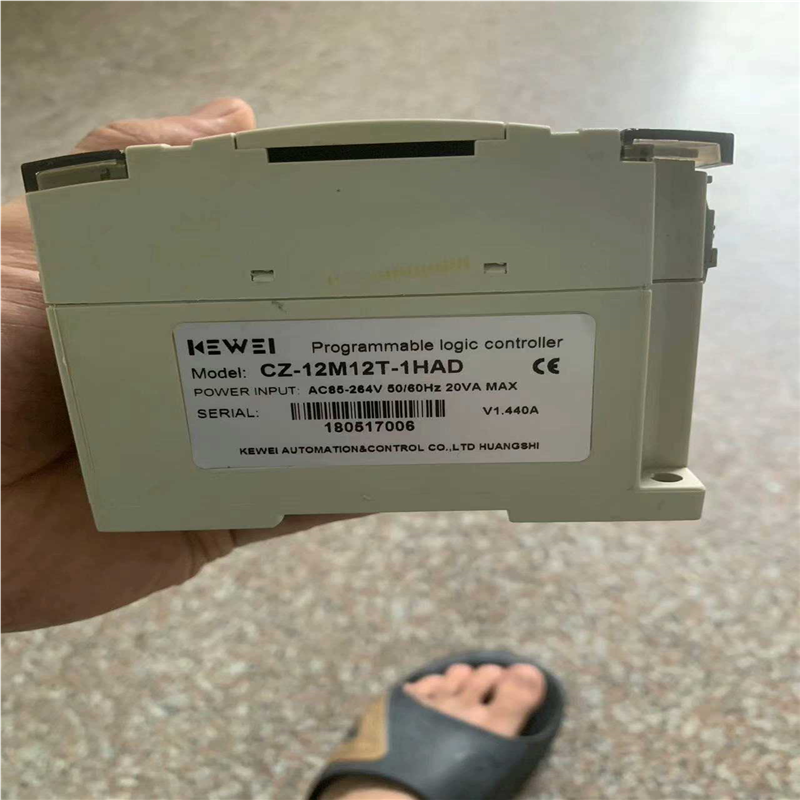 KEWEI Programmable logic controller
Model: CZ-12M12T-1HAD CE
POWER INPUT: AC85-264V 50/60Hz 20VA MAX
SERIAL: V1.440A
180517006
KEWEI AUTOMATION&CONTROL CO.,LTD HUANGSHI